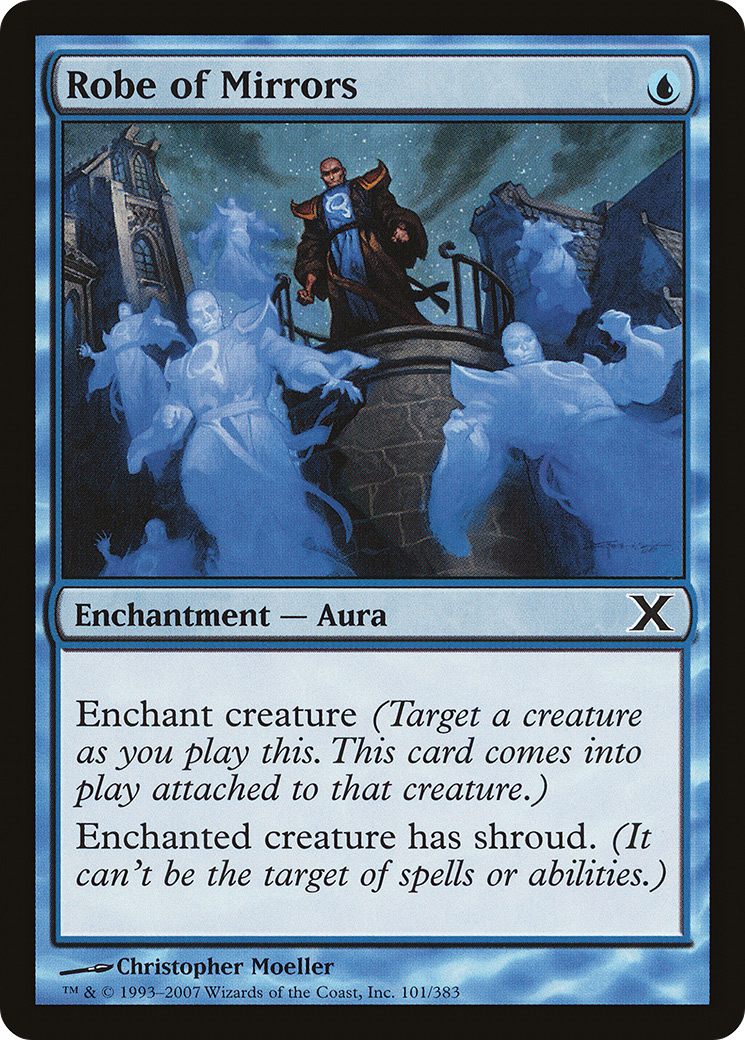 Robe of Mirrors
Enchantment — Aura
X
Enchant creature (Target a creature
as you play this. This card comes into
play attached to that creature.)
Enchanted creature has shroud. (It
can't be the target of spells or abilities.)
Christopher Moeller
™ & © 1993–2007 Wizards of the Coast, Inc. 101/383